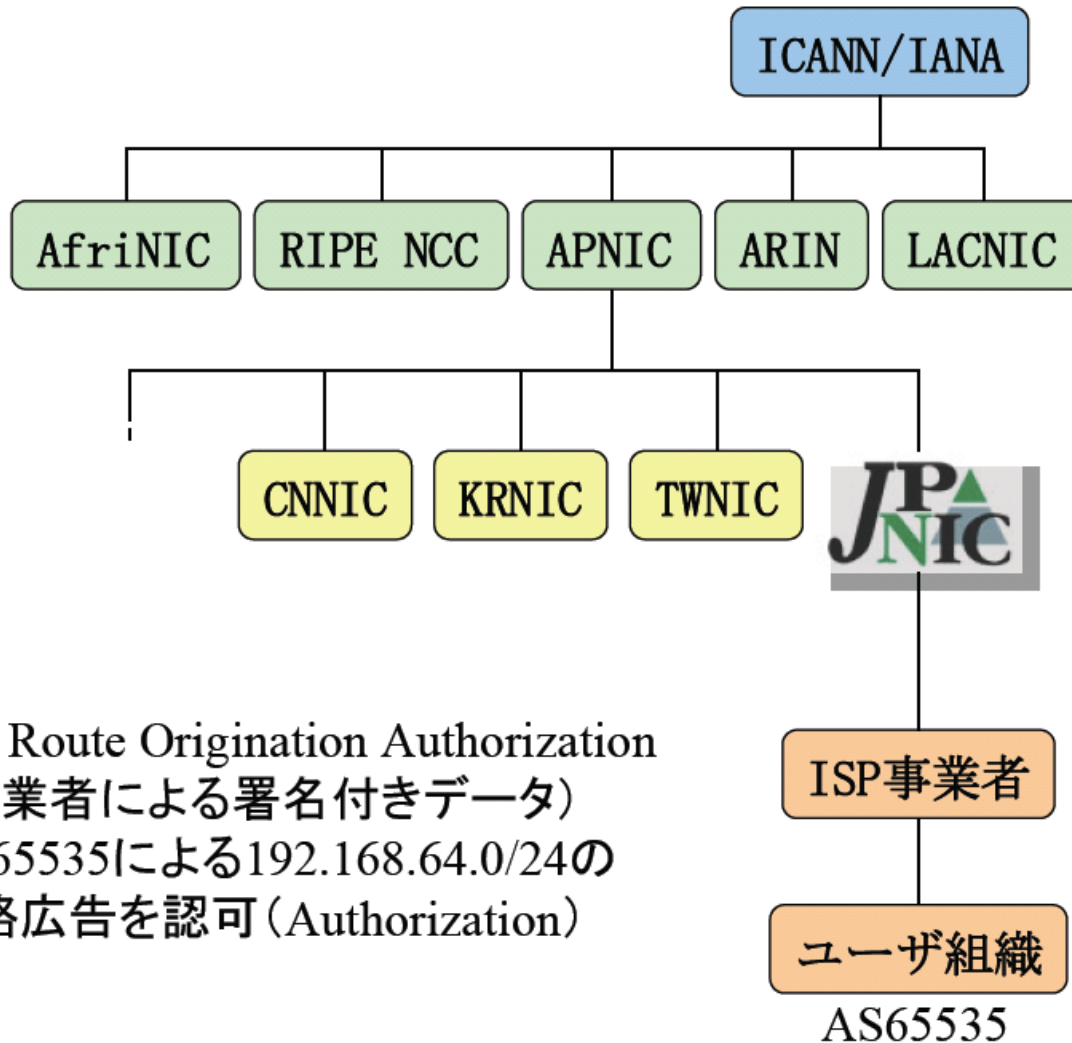 ICANN/IANA
AfriNIC RIPE NCC APNIC ARIN LACNIC
CNNIC KRNIC TWNIC JPNIC
Route Origination Authorization
業者による署名付きデータ)
65535による192.168.64.0/24の
路広告を認可(Authorization)
ISP事業者
ユーザ組織
AS65535